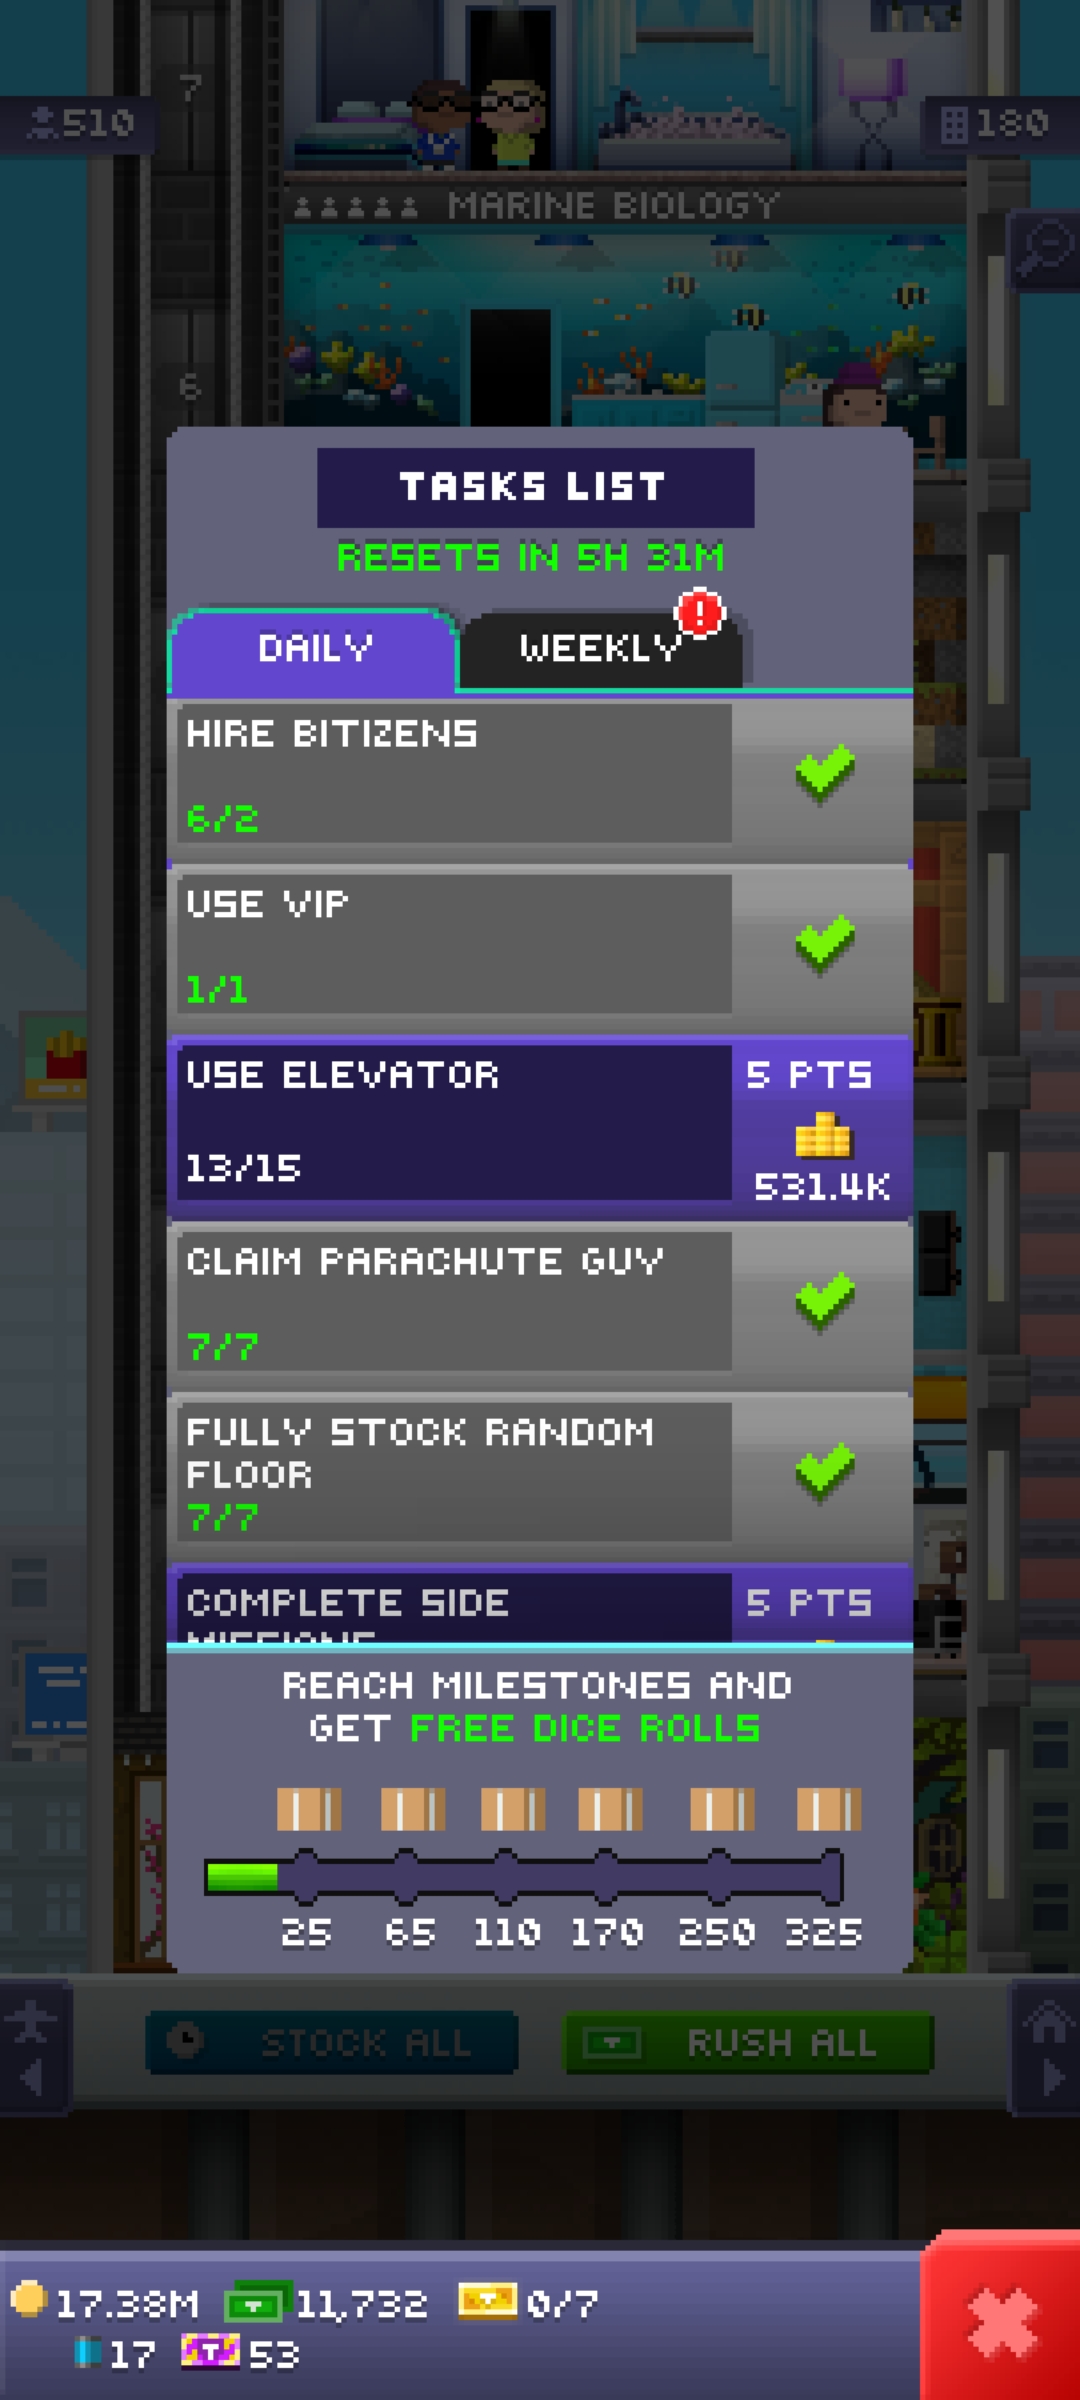 7
510
180
MARINE BIOLOGY
6
TASKS LIST
RESETS IN 5H 31M
DAILY
WEEKLY
!
HIRE BITIZENS
6/2
USE VIP
1/1
USE ELEVATOR
5 PTS
13/15
531.4K
CLAIM PARACHUTE GUY
7/7
FULLY STOCK RANDOM
FLOOR
7/7
COMPLETE SIDE
5 PTS
MISSIONS
REACH MILESTONES AND
GET FREE DICE ROLLS
25 65 110 170 250 325
STOCK ALL
RUSH ALL
17.38M 11,732 0/7
17 53